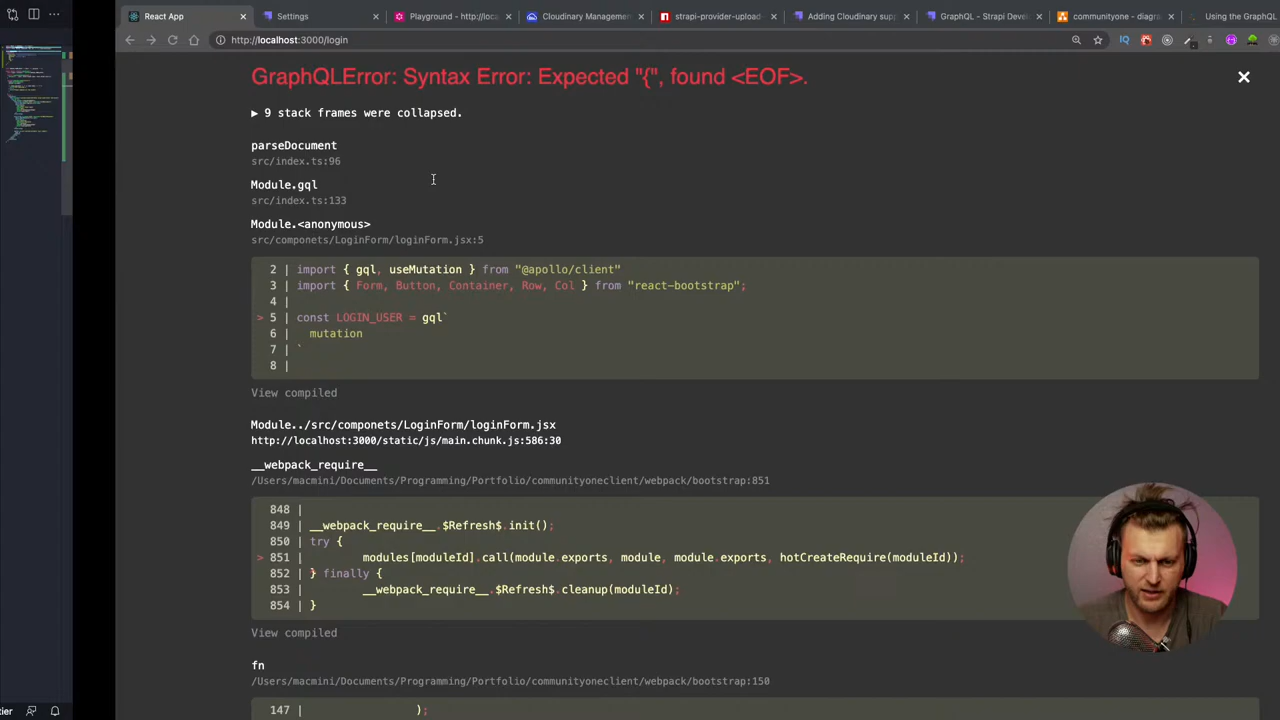 React App
Settings
Playground - http://loca
Cloudinary Managemen
strapi-provider-upload-
Adding Cloudinary supp
GraphQL - Strapi Devel
communityone - diagra
Using the GraphQL
http://localhost:3000/login
GraphQLError: Syntax Error: Expected "{", found <EOF>.
▶ 9 stack frames were collapsed.
parseDocument
src/index.ts:96
Module.gql
src/index.ts:133
Module.<anonymous>
src/componets/LoginForm/loginForm.jsx:5
2 | import { gql, useMutation } from "@apollo/client"
3 | import { Form, Button, Container, Row, Col } from "react-bootstrap";
4 |
> 5 | const LOGIN_USER = gql`
6 | mutation
7 | `
8 |
View compiled
Module../src/componets/LoginForm/loginForm.jsx
http://localhost:3000/static/js/main.chunk.js:586:30
__webpack_require__
/Users/macmini/Documents/Programming/Portfolio/communityoneclient/webpack/bootstrap:851
848 |
849 | __webpack_require__.$Refresh$.init();
850 | try {
> 851 | modules[moduleId].call(module.exports, module, module.exports, hotCreateRequire(moduleId));
852 | } finally {
853 | __webpack_require__.$Refresh$.cleanup(moduleId);
854 | }
View compiled
fn
/Users/macmini/Documents/Programming/Portfolio/communityoneclient/webpack/bootstrap:150
147 | );
tier